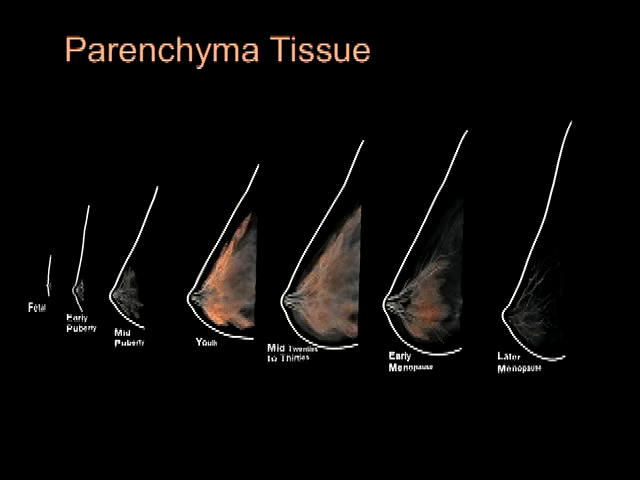 Parenchyma Tissue
Fetal
Early
Puberty
Mid
Puberty
Youth
Mid Twenties
to Thirties
Early
Menopause
Later
Menopause